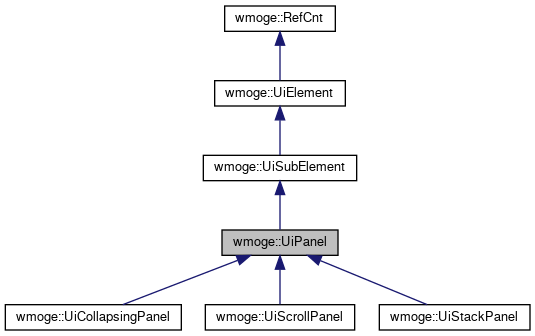 wmoge::RefCnt
wmoge::UiElement
wmoge::UiSubElement
wmoge::UiPanel
wmoge::UiCollapsingPanel
wmoge::UiScrollPanel
wmoge::UiStackPanel